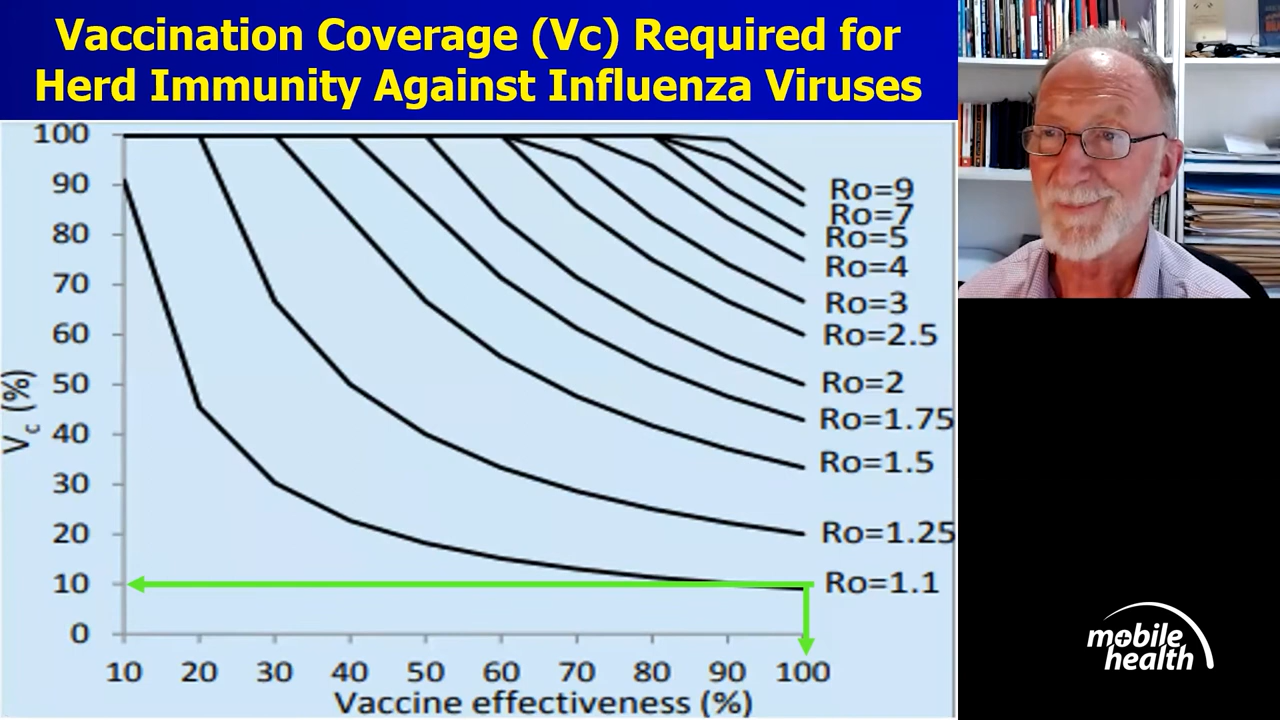 Vaccination Coverage (Vc) Required for
Herd Immunity Against Influenza Viruses
100
90
80
70
60
50
40
30
20
10
0
Vc (%)
Ro=9
Ro=7
Ro=5
Ro=4
Ro=3
Ro=2.5
Ro=2
Ro=1.75
Ro=1.5
Ro=1.25
Ro=1.1
10 20 30 40 50 60 70 80 90 100
Vaccine effectiveness (%)
mobile
health